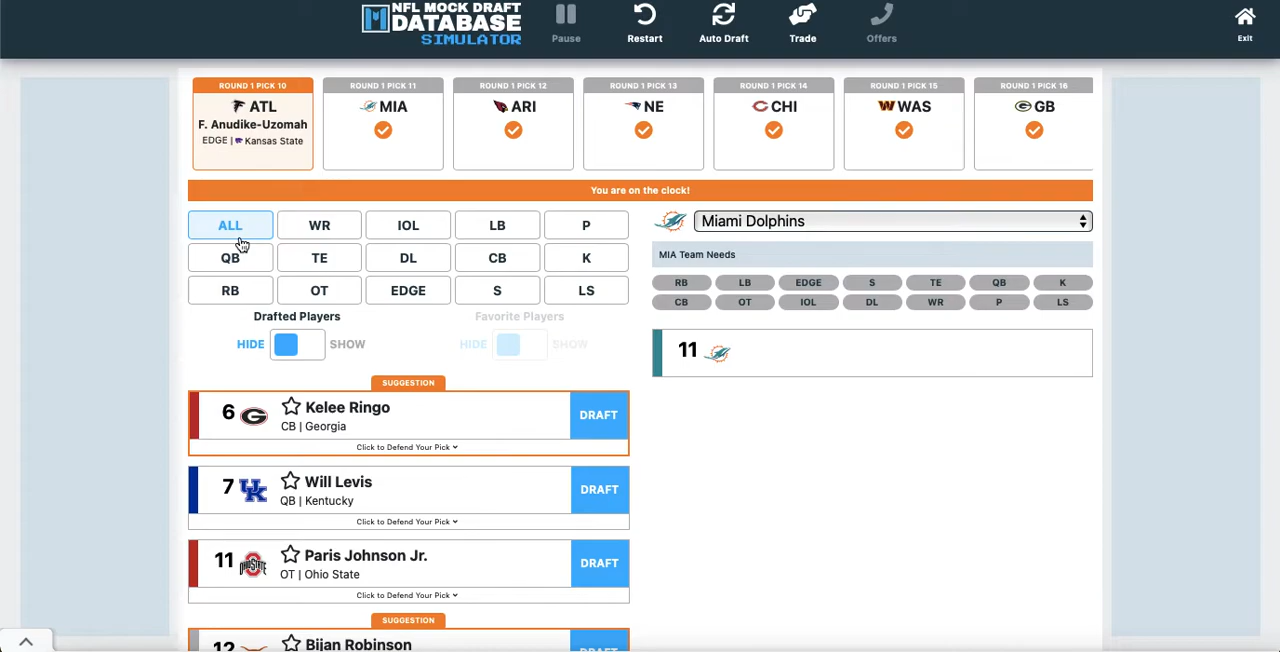 NFL MOCK DRAFT
DATABASE
SIMULATOR
Pause
Restart
Auto Draft
Trade
Offers
Exit
ROUND 1 PICK 10
ATL
F. Anudike-Uzomah
EDGE | Kansas State
ROUND 1 PICK 11
MIA
ROUND 1 PICK 12
ARI
ROUND 1 PICK 13
NE
ROUND 1 PICK 14
CHI
ROUND 1 PICK 15
WAS
ROUND 1 PICK 16
GB
You are on the clock!
ALL WR IOL LB P
QB TE DL CB K
RB OT EDGE S LS
Drafted Players
HIDE SHOW
Favorite Players
HIDE SHOW
Miami Dolphins
MIA Team Needs
RB LB EDGE S TE QB K
CB OT IOL DL WR P LS
11
SUGGESTION
6 Kelee Ringo
CB | Georgia
DRAFT
Click to Defend Your Pick
7 Will Levis
QB | Kentucky
DRAFT
Click to Defend Your Pick
11 Paris Johnson Jr.
OT | Ohio State
DRAFT
Click to Defend Your Pick
SUGGESTION
12 Bijan Robinson
DRAFT